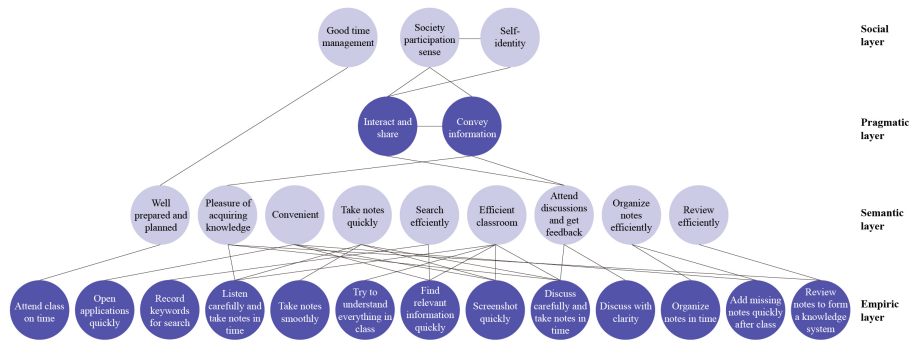 Good time
management
Society
participation
sense
Self-
identity
Social
layer
Interact and
share
Convey
information
Pragmatic
layer
Well
prepared and
planned
Pleasure of
acquiring
knowledge
Convenient
Take notes
quickly
Search
effciently
Efficient
classroom
Attend
discussions
and get
feedback
Organize
notes
efficiently
Review
efficiently
Semantic
layer
Attend class
on time
Open
applications
quickly
Record
keywords
for search
Listen
carefully and
take notes in
time
Take notes
smoothly
Try to
understand
everything in
class
Find
relevant
information
quickly
Screenshot
quickly
Discuss
carefully and
take notes in
time
Discuss with
clarity
Organize
notes in time
Add missing
notes quickly
after class
Review
notes to form
a knowledge
system
Empiric
layer